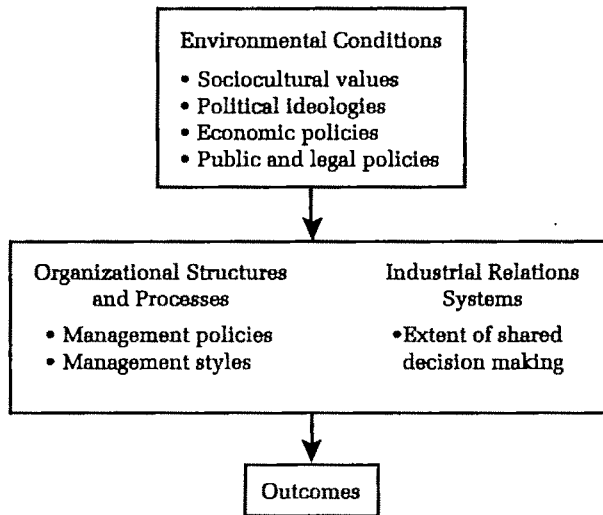 Environmental Conditions
• Sociocultural values
• Political ideologies
• Economic policies
• Public and legal policies
Organizational Structures
and Processes
• Management policies
• Management styles
Industrial Relations
Systems
•Extent of shared
decision making
Outcomes